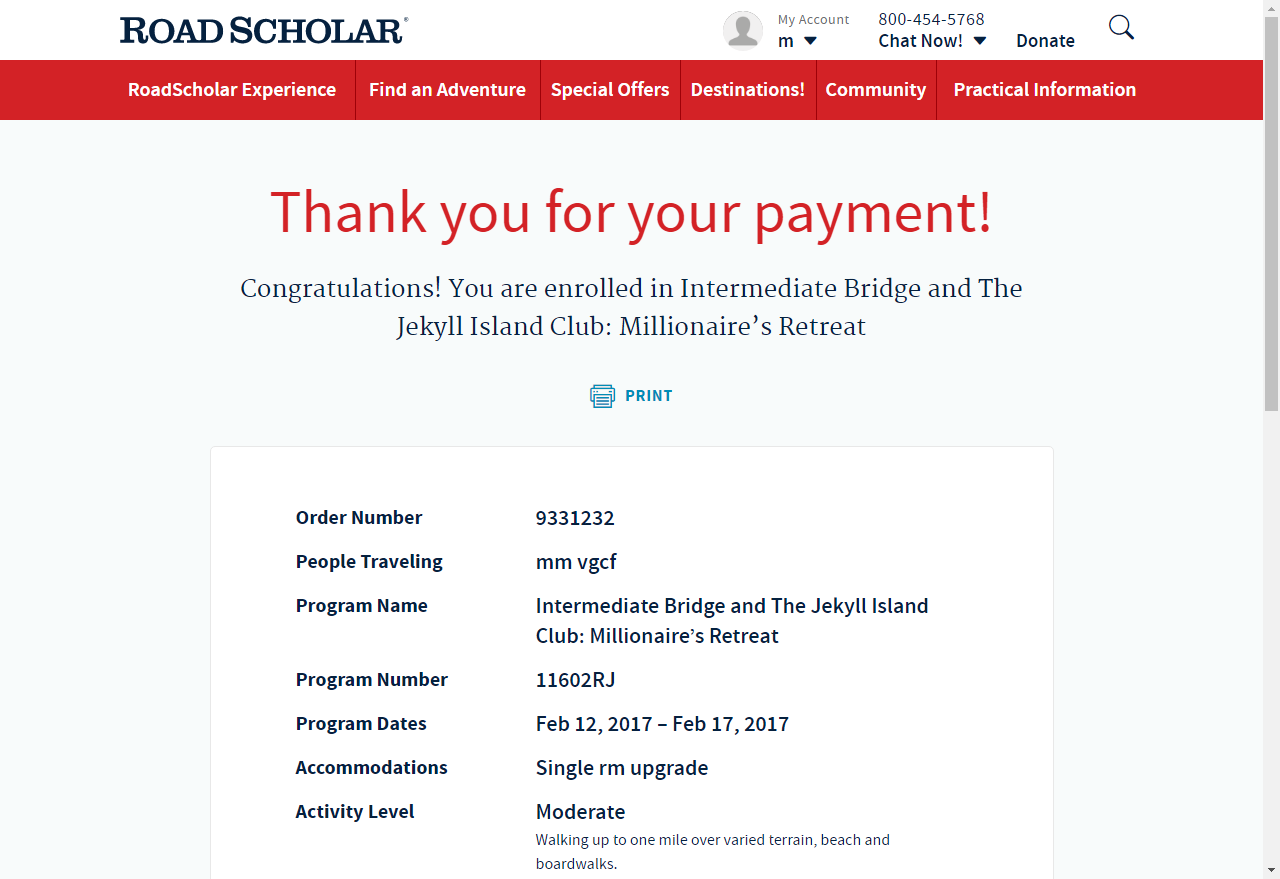 ROAD SCHOLAR®
My Account
m
800-454-5768
Chat Now!
Donate
RoadScholar Experience
Find an Adventure
Special Offers
Destinations!
Community
Practical Information
Thank you for your payment!
Congratulations! You are enrolled in Intermediate Bridge and The
Jekyll Island Club: Millionaire’s Retreat
PRINT
Order Number
9331232
People Traveling
mm vgcf
Program Name
Intermediate Bridge and The Jekyll Island
Club: Millionaire’s Retreat
Program Number
11602RJ
Program Dates
Feb 12, 2017 – Feb 17, 2017
Accommodations
Single rm upgrade
Activity Level
Moderate
Walking up to one mile over varied terrain, beach and
boardwalks.